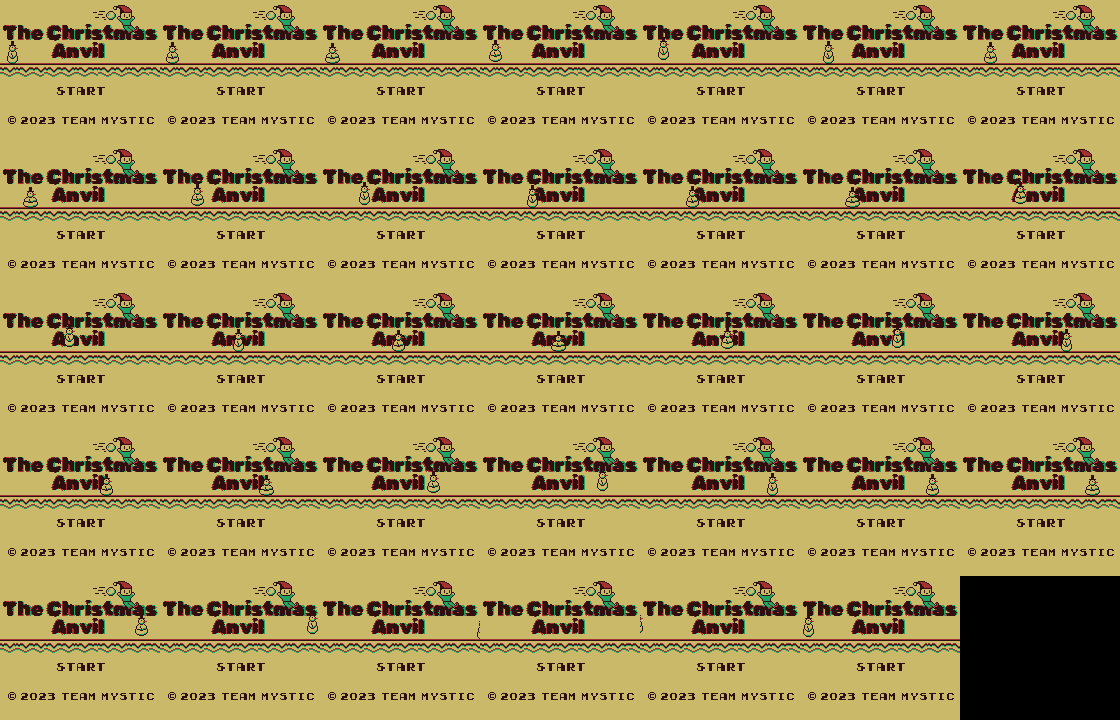 The Christmas The Christmas The Christmas The Christmas The Christmas The Christmas The Christmas
Anvil Anvil Anvil Anvil Anvil Anvil Anvil
START START START START START START START
© 2023 TEAM MYSTIC © 2023 TEAM MYSTIC © 2023 TEAM MYSTIC © 2023 TEAM MYSTIC © 2023 TEAM MYSTIC © 2023 TEAM MYSTIC © 2023 TEAM MYSTIC
The Christmas The Christmas The Christmas The Christmas The Christmas The Christmas The Christmas
Anvil Anvil Anvil Anvil Anvil Anvil Anvil
START START START START START START START
© 2023 TEAM MYSTIC © 2023 TEAM MYSTIC © 2023 TEAM MYSTIC © 2023 TEAM MYSTIC © 2023 TEAM MYSTIC © 2023 TEAM MYSTIC © 2023 TEAM MYSTIC
The Christmas The Christmas The Christmas The Christmas The Christmas The Christmas The Christmas
Anvil Anvil Anvil Anvil Anvil Anvil Anvil
START START START START START START START
© 2023 TEAM MYSTIC © 2023 TEAM MYSTIC © 2023 TEAM MYSTIC © 2023 TEAM MYSTIC © 2023 TEAM MYSTIC © 2023 TEAM MYSTIC © 2023 TEAM MYSTIC
The Christmas The Christmas The Christmas The Christmas The Christmas The Christmas The Christmas
Anvil Anvil Anvil Anvil Anvil Anvil Anvil
START START START START START START START
© 2023 TEAM MYSTIC © 2023 TEAM MYSTIC © 2023 TEAM MYSTIC © 2023 TEAM MYSTIC © 2023 TEAM MYSTIC © 2023 TEAM MYSTIC © 2023 TEAM MYSTIC
The Christmas The Christmas The Christmas The Christmas The Christmas The Christmas
Anvil Anvil Anvil Anvil Anvil Anvil
START START START START START START
© 2023 TEAM MYSTIC © 2023 TEAM MYSTIC © 2023 TEAM MYSTIC © 2023 TEAM MYSTIC © 2023 TEAM MYSTIC © 2023 TEAM MYSTIC